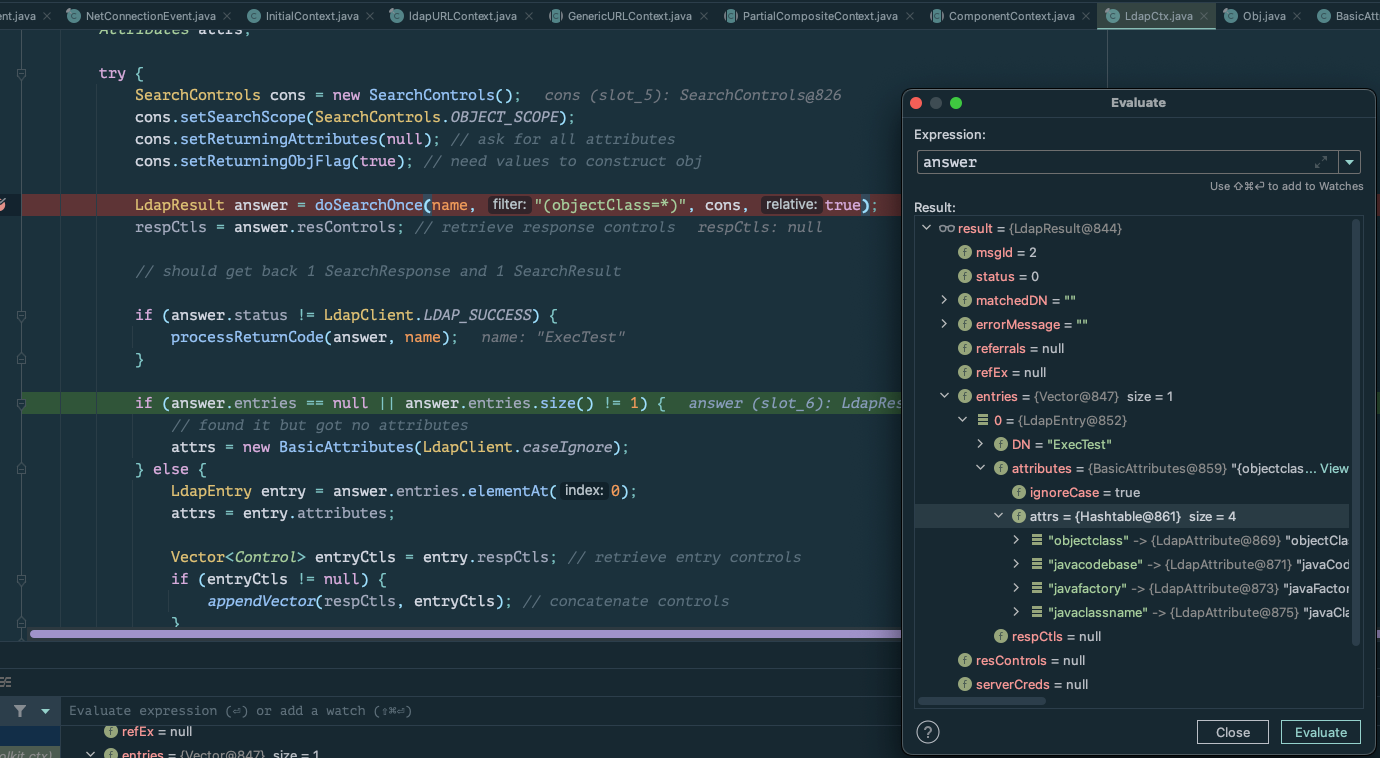 ent.java NetConnectionEvent.java InitialContext.java ldapURLContext.java GenericURLContext.java PartialCompositeContext.java ComponentContext.java LdapCtx.java Obj.java BasicAtt
Attributes attrs;
try {
SearchControls cons = new SearchControls(); cons (slot_5): SearchControls@826
cons.setSearchScope(SearchControls.OBJECT_SCOPE);
cons.setReturningAttributes(null); // ask for all attributes
cons.setReturningObjFlag(true); // need values to construct obj
LdapResult answer = doSearchOnce(name, filter: "(objectClass=*)", cons, relative: true);
respCtls = answer.resControls; // retrieve response controls respCtls: null
// should get back 1 SearchResponse and 1 SearchResult
if (answer.status != LdapClient.LDAP_SUCCESS) {
processReturnCode(answer, name); name: "ExecTest"
}
if (answer.entries == null || answer.entries.size() != 1) { answer (slot_6): LdapRes
// found it but got no attributes
attrs = new BasicAttributes(LdapClient.caseIgnore);
} else {
LdapEntry entry = answer.entries.elementAt( index: 0);
attrs = entry.attributes;
Vector<Control> entryCtls = entry.respCtls; // retrieve entry controls
if (entryCtls != null) {
appendVector(respCtls, entryCtls); // concatenate controls
}
Evaluate expression (⏎) or add a watch (⇧⌘⏎)
refEx = null
olkit.ctx)
entries = {Vector@847} size = 1
Evaluate
Expression:
answer
Use ⇧⌘⏎ to add to Watches
Result:
result = {LdapResult@844}
msgId = 2
status = 0
matchedDN = ""
errorMessage = ""
referrals = null
refEx = null
entries = {Vector@847} size = 1
0 = {LdapEntry@852}
DN = "ExecTest"
attributes = {BasicAttributes@859} "{objectclas... View
ignoreCase = true
attrs = {Hashtable@861} size = 4
"objectclass" -> {LdapAttribute@869} "objectCla
"javacodebase" -> {LdapAttribute@871} "javaCod
"javafactory" -> {LdapAttribute@873} "javaFactor
"javaclassname" -> {LdapAttribute@875} "javaCla
respCtls = null
resControls = null
serverCreds = null
?
Close Evaluate